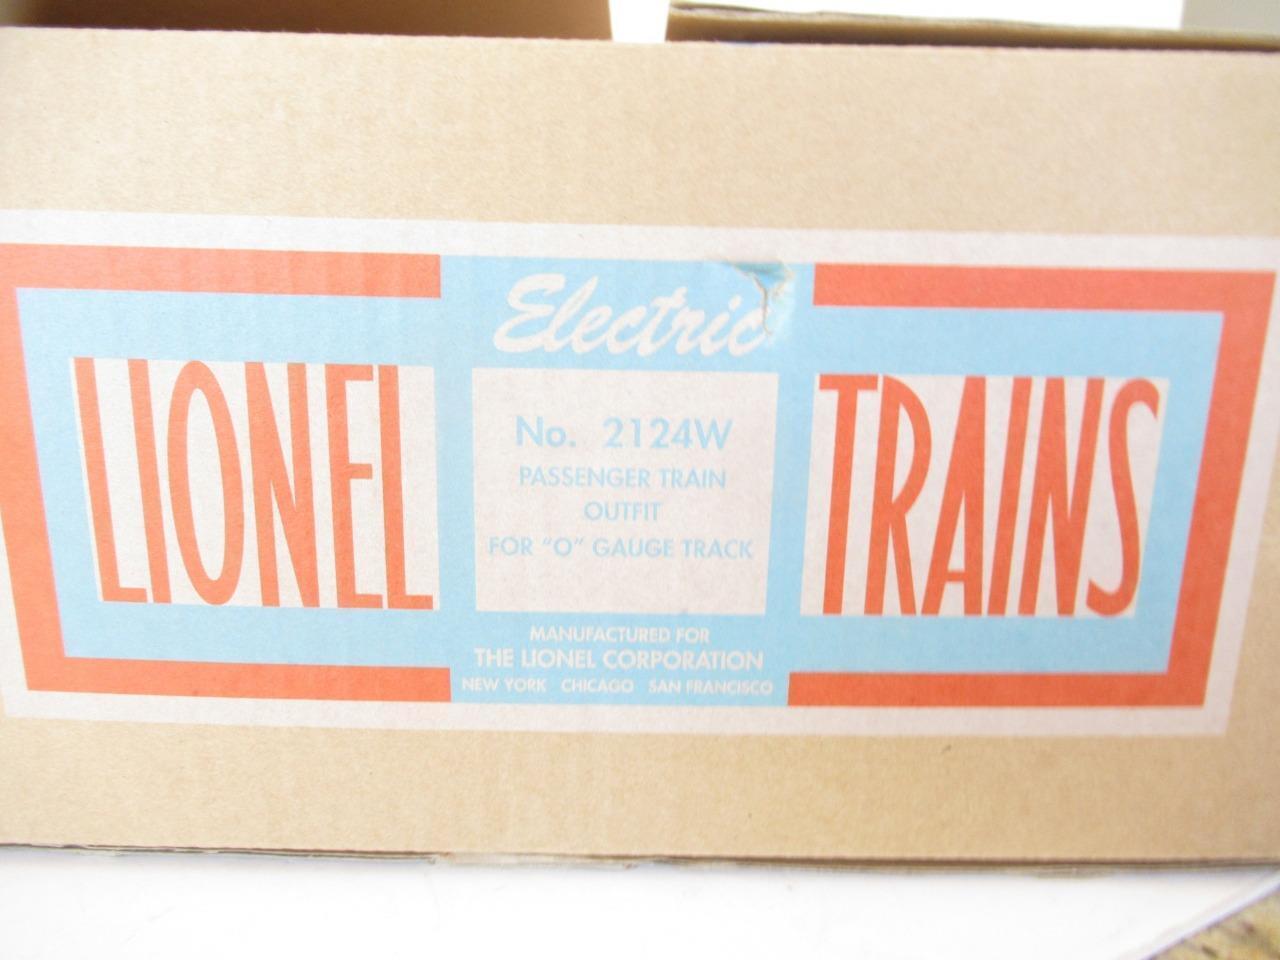 Electric
LIONEL TRAINS
No. 2124W
PASSENGER TRAIN
OUTFIT
FOR "O" GAUGE TRACK
MANUFACTURED FOR
THE LIONEL CORPORATION
NEW YORK CHICAGO SAN FRANCISCO